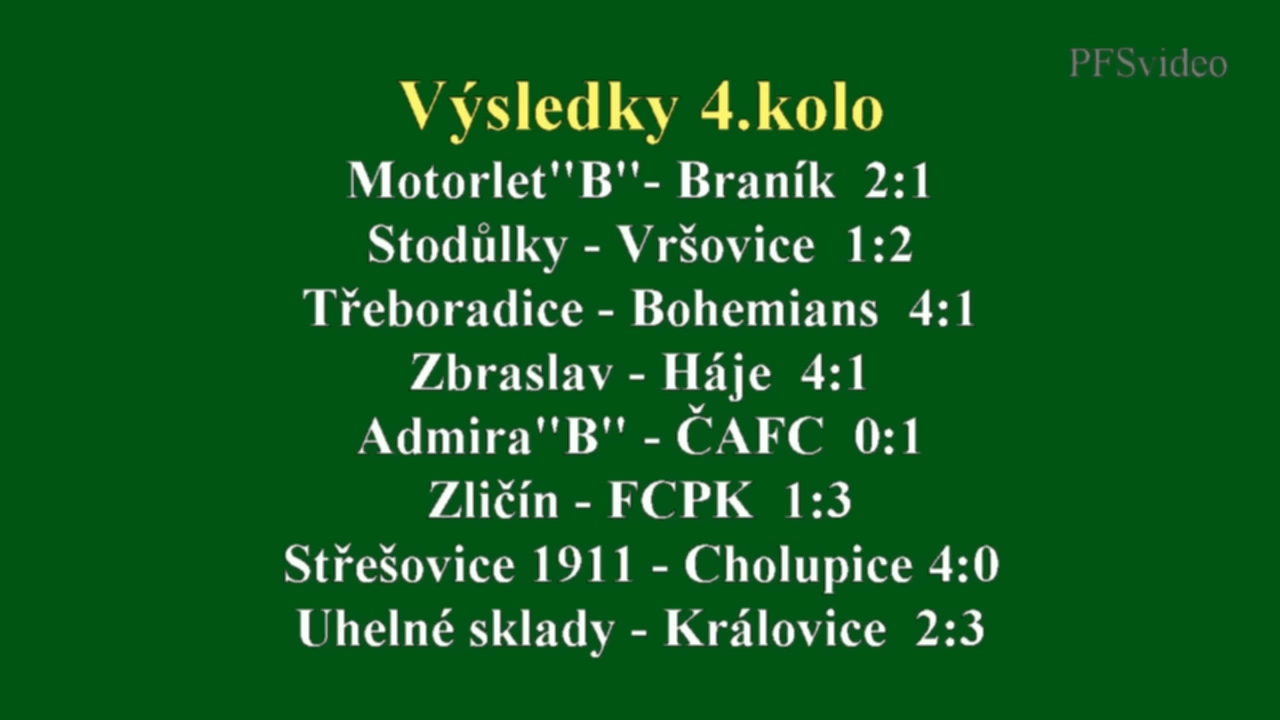 PFSvideo
Výsledky 4.kolo
Motorlet"B"- Braník 2:1
Stodůlky - Vršovice 1:2
Třeboradice - Bohemians 4:1
Zbraslav - Háje 4:1
Admira"B" - ČAFC 0:1
Zličín - FCPK 1:3
Střešovice 1911 - Cholupice 4:0
Uhelné sklady - Královice 2:3